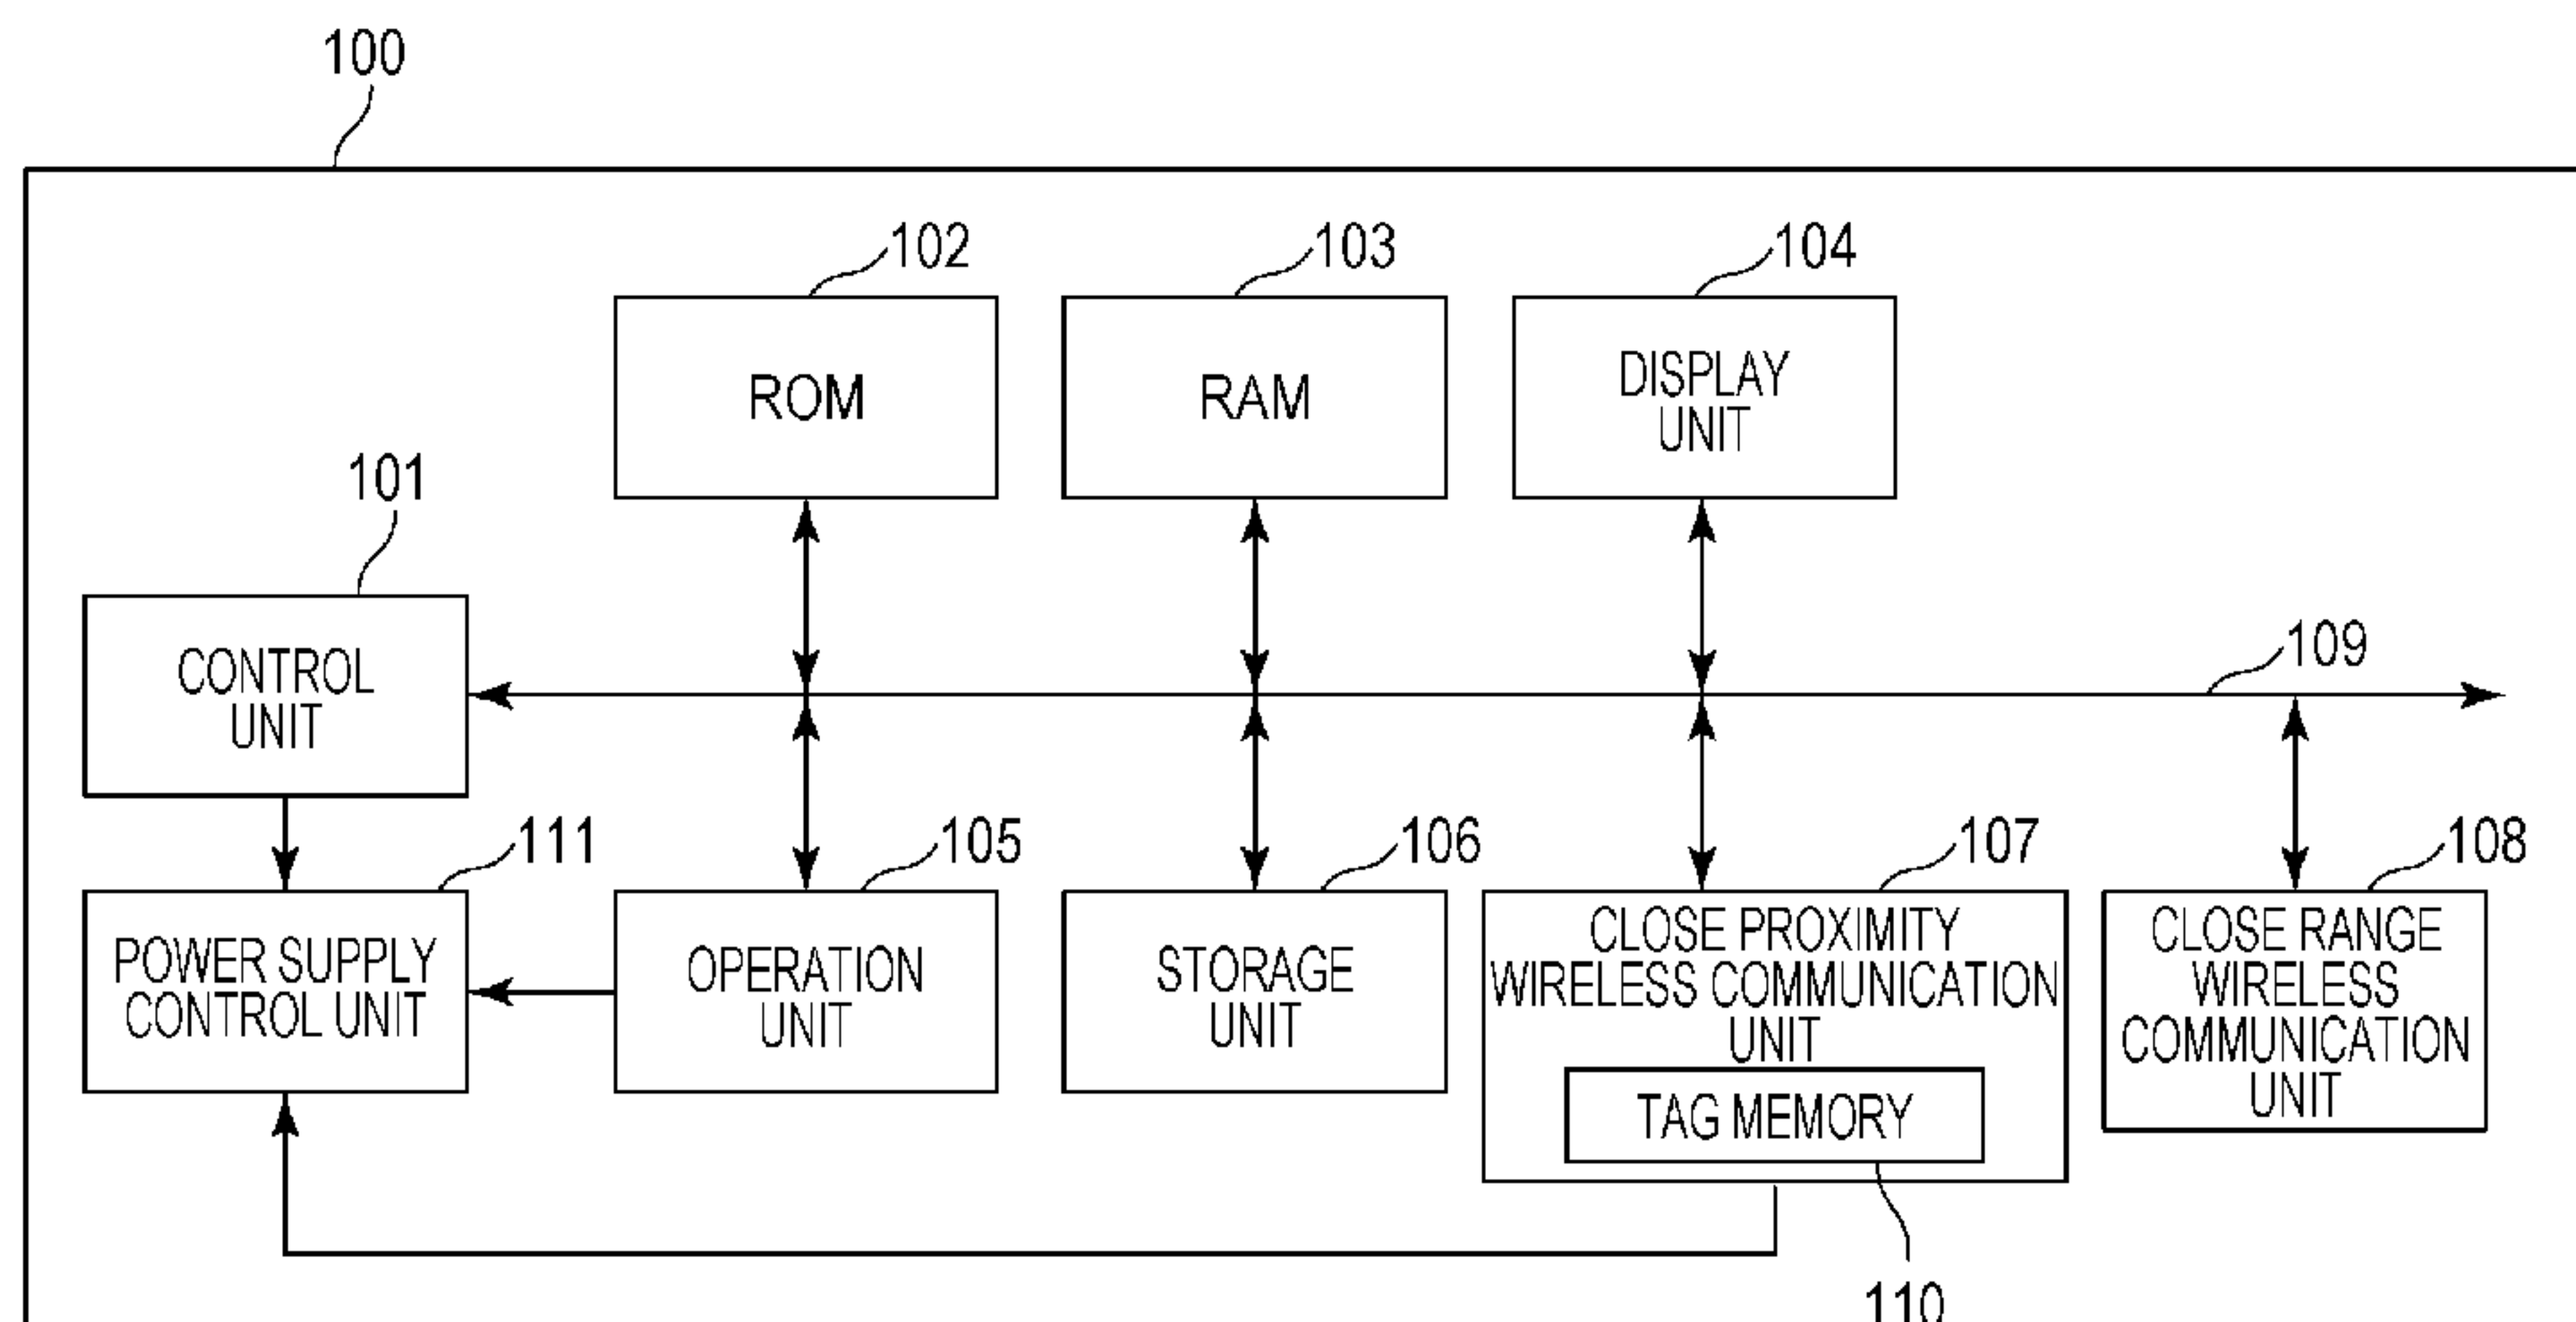 100
102
103
104
ROM
RAM
DISPLAY
UNIT
101
CONTROL
UNIT
109
111
105
106
107
108
POWER SUPPLY
CONTROL UNIT
OPERATION
UNIT
STORAGE
UNIT
CLOSE PROXIMITY
WIRELESS COMMUNICATION
UNIT
TAG MEMORY
CLOSE RANGE
WIRELESS
COMMUNICATION
UNIT
110